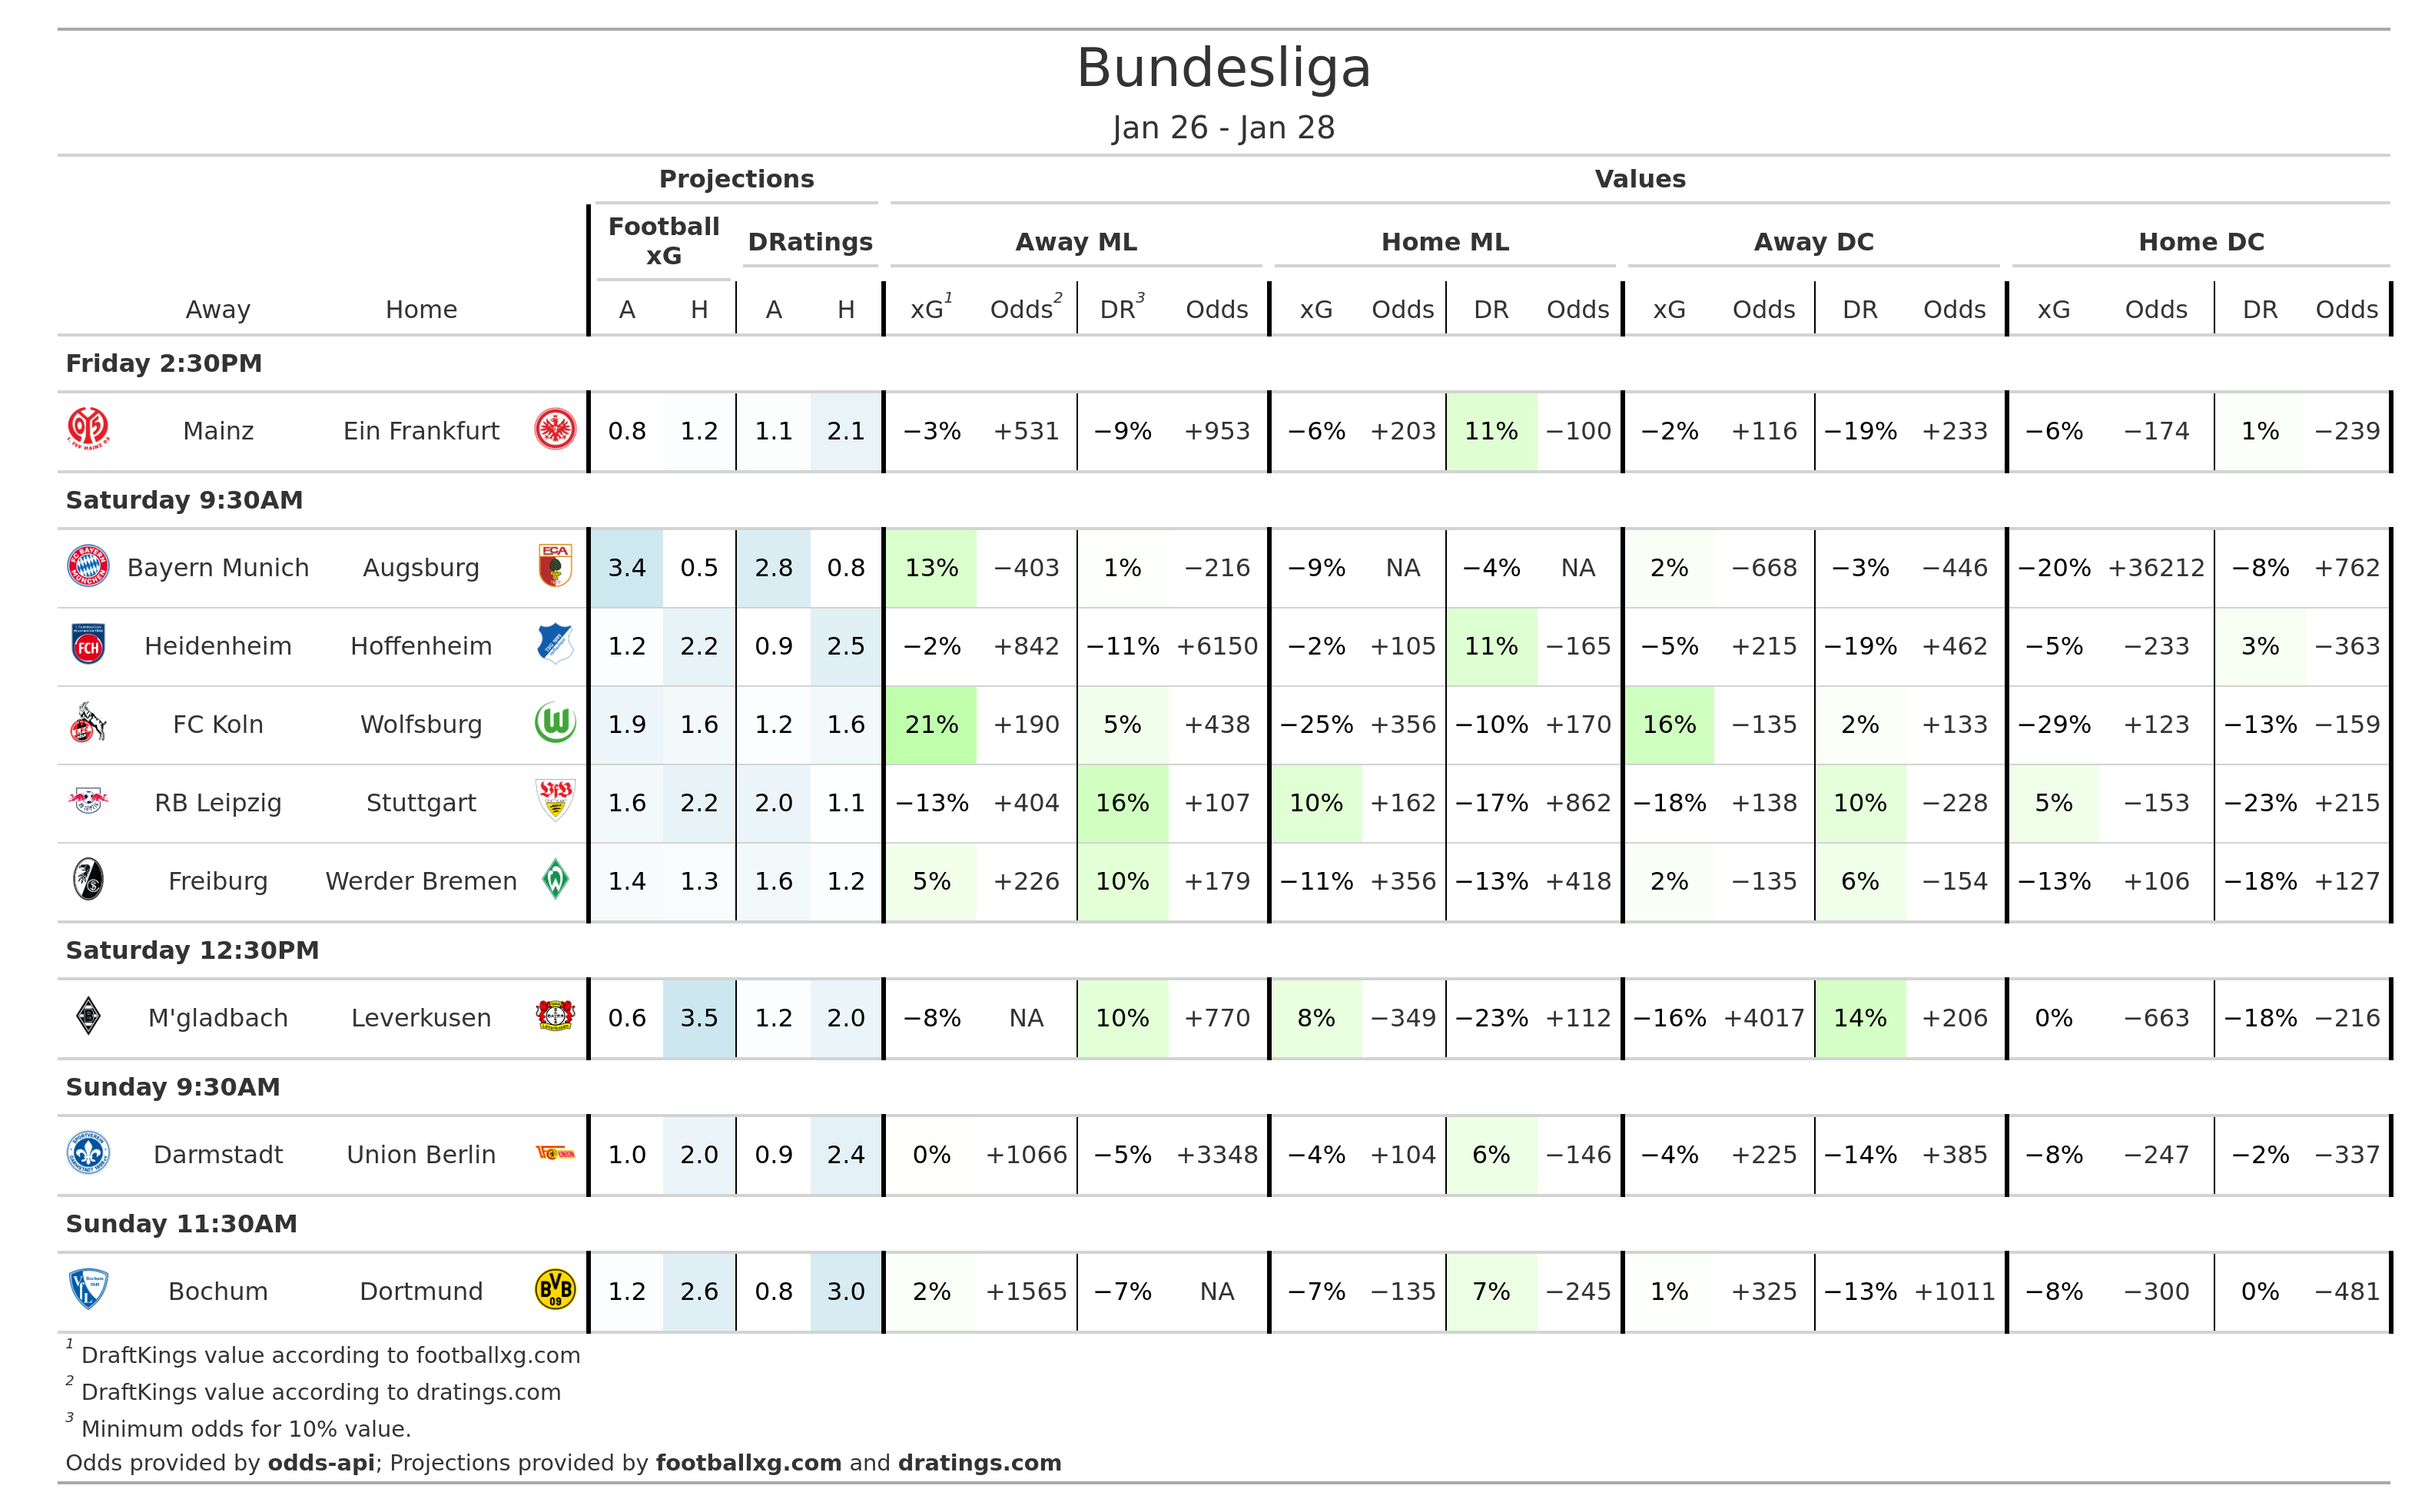 Bundesliga
Jan 26 - Jan 28
Projections Values
Football xG DRatings Away ML Home ML Away DC Home DC
Away Home A H A H xG1 Odds2 DR3 Odds xG Odds DR Odds xG Odds DR Odds xG Odds DR Odds
Friday 2:30PM
Mainz Ein Frankfurt 0.8 1.2 1.1 2.1 −3% +531 −9% +953 −6% +203 11% −100 −2% +116 −19% +233 −6% −174 1% −239
Saturday 9:30AM
Bayern Munich Augsburg 3.4 0.5 2.8 0.8 13% −403 1% −216 −9% NA −4% NA 2% −668 −3% −446 −20% +36212 −8% +762
Heidenheim Hoffenheim 1.2 2.2 0.9 2.5 −2% +842 −11% +6150 −2% +105 11% −165 −5% +215 −19% +462 −5% −233 3% −363
FC Koln Wolfsburg 1.9 1.6 1.2 1.6 21% +190 5% +438 −25% +356 −10% +170 16% −135 2% +133 −29% +123 −13% −159
RB Leipzig Stuttgart 1.6 2.2 2.0 1.1 −13% +404 16% +107 10% +162 −17% +862 −18% +138 10% −228 5% −153 −23% +215
Freiburg Werder Bremen 1.4 1.3 1.6 1.2 5% +226 10% +179 −11% +356 −13% +418 2% −135 6% −154 −13% +106 −18% +127
Saturday 12:30PM
M'gladbach Leverkusen 0.6 3.5 1.2 2.0 −8% NA 10% +770 8% −349 −23% +112 −16% +4017 14% +206 0% −663 −18% −216
Sunday 9:30AM
Darmstadt Union Berlin 1.0 2.0 0.9 2.4 0% +1066 −5% +3348 −4% +104 6% −146 −4% +225 −14% +385 −8% −247 −2% −337
Sunday 11:30AM
Bochum Dortmund 1.2 2.6 0.8 3.0 2% +1565 −7% NA −7% −135 7% −245 1% +325 −13% +1011 −8% −300 0% −481
1 DraftKings value according to footballxg.com
2 DraftKings value according to dratings.com
3 Minimum odds for 10% value.
Odds provided by odds-api; Projections provided by footballxg.com and dratings.com